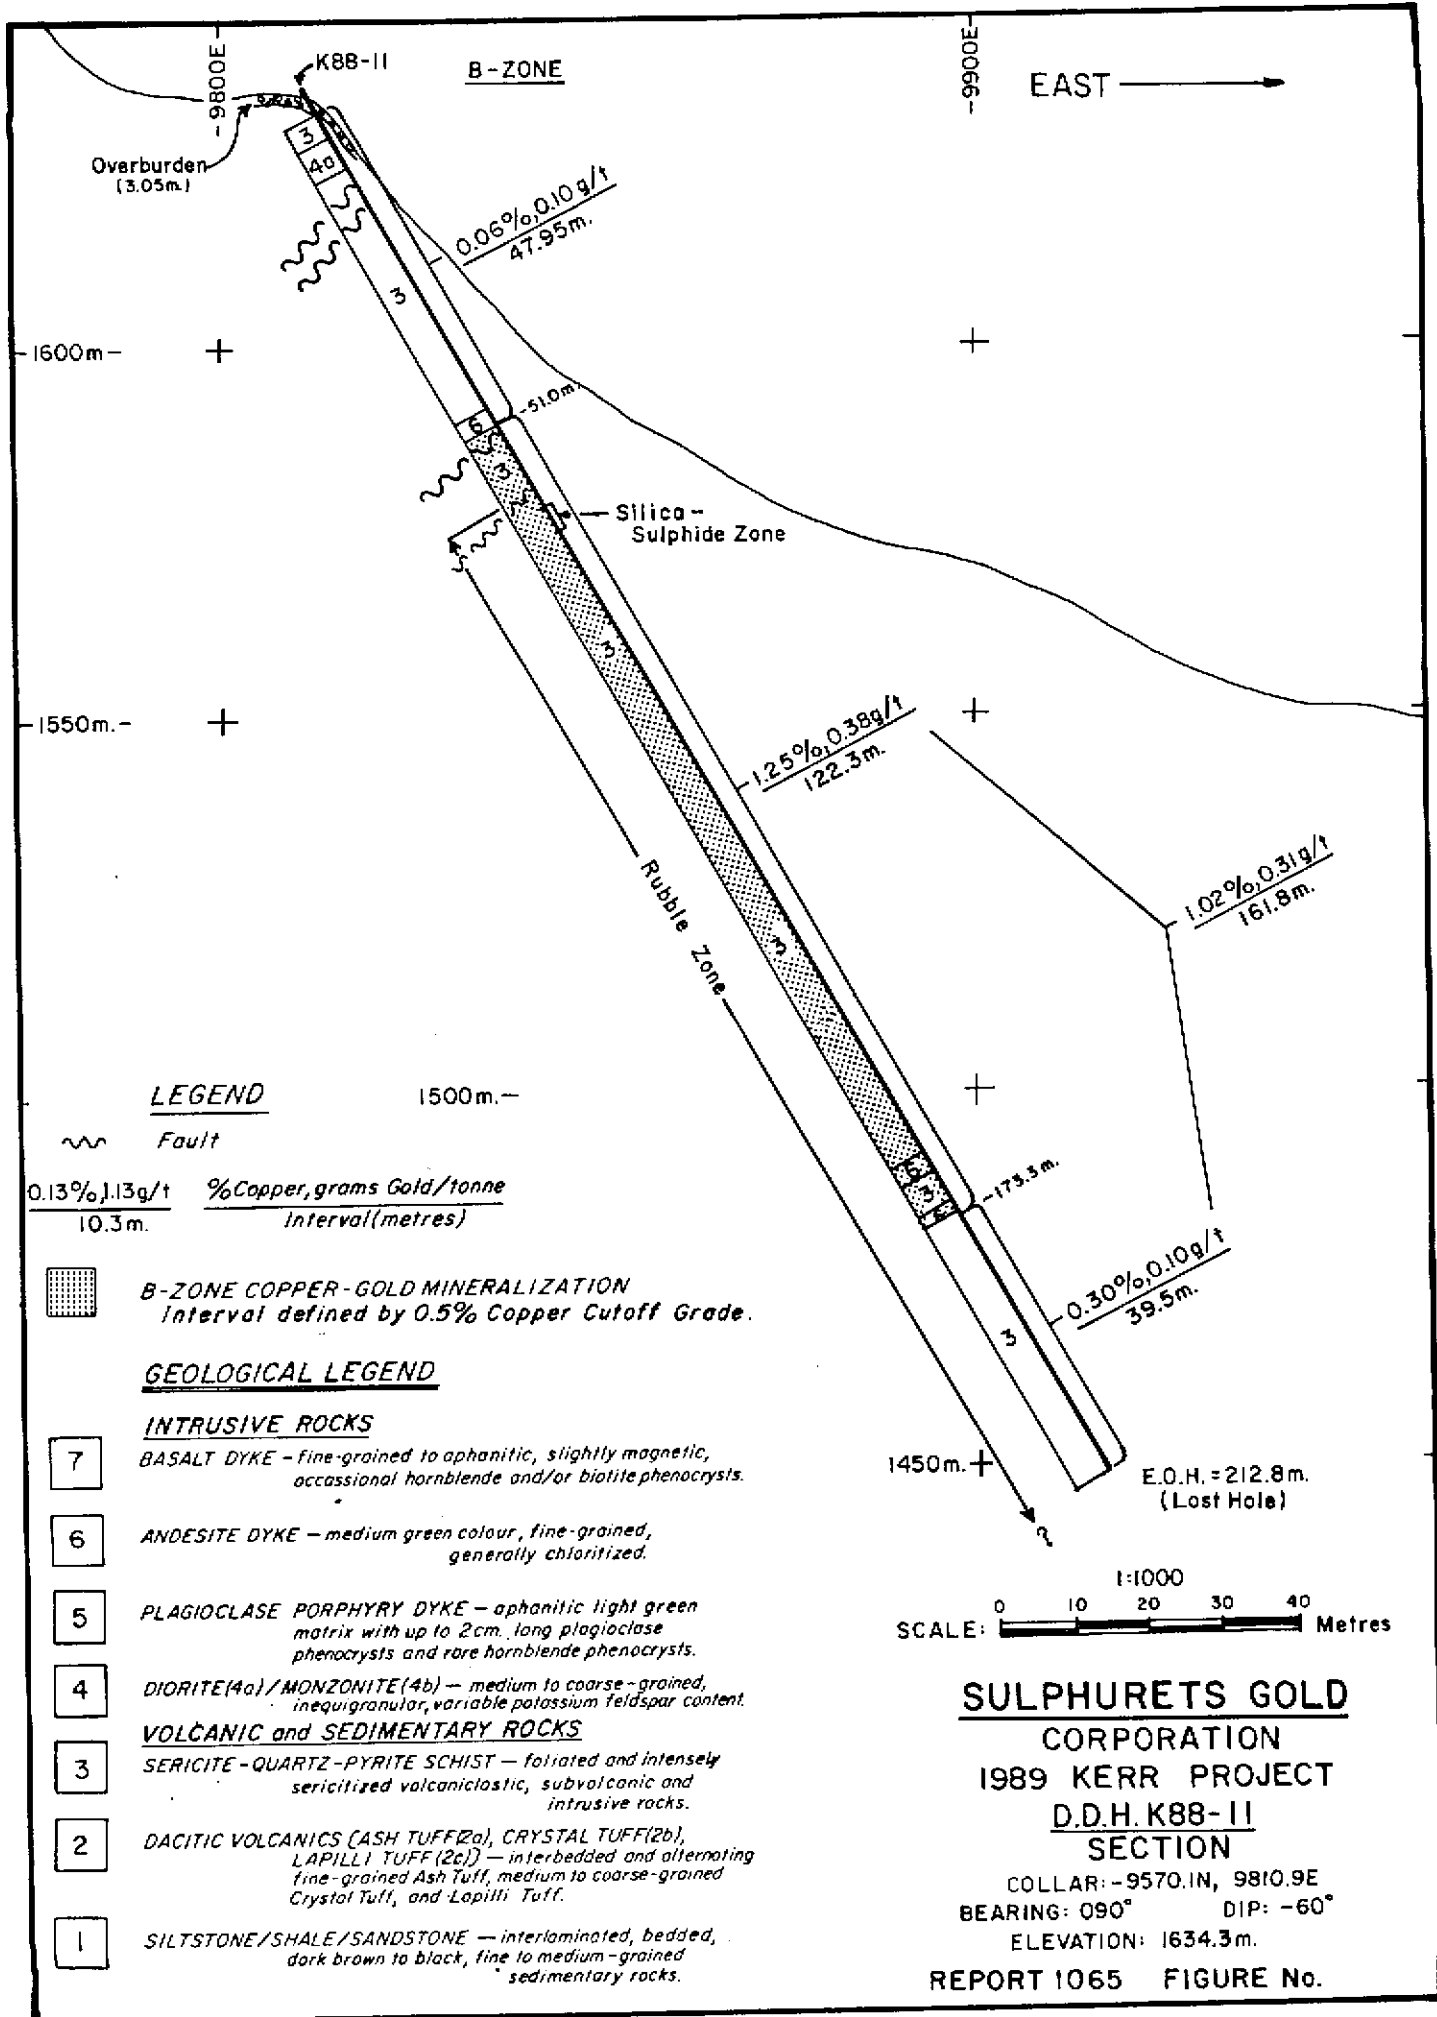 -9800E
K88-11
B-ZONE
-9900E
EAST
Overburden
(3.05m.)
3
4a
0.06%, 0.10 g/t
47.95m.
3
1600m-
-51.0m.
6
3
Silica-
Sulphide Zone
3
1550m.-
1.25%, 0.38g/t
122.3m.
Rubble Zone
1.02%, 0.31g/t
161.8m.
3
1500m.-
-173.3m.
3
0.30%, 0.10g/t
39.5m.
3
1450m.
E.O.H. = 212.8m.
(Lost Hole)
?
LEGEND
Fault
0.13%, 1.13g/t
10.3m.
%Copper, grams Gold/tonne
Interval(metres)
B-ZONE COPPER-GOLD MINERALIZATION
Interval defined by 0.5% Copper Cutoff Grade.
GEOLOGICAL LEGEND
INTRUSIVE ROCKS
7
BASALT DYKE - fine-grained to aphanitic, slightly magnetic,
occassional hornblende and/or biotite phenocrysts.
6
ANDESITE DYKE - medium green colour, fine-grained,
generally chloritized.
5
PLAGIOCLASE PORPHYRY DYKE - aphanitic light green
matrix with up to 2cm. long plagioclase
phenocrysts and rare hornblende phenocrysts.
4
DIORITE(4a)/MONZONITE(4b) - medium to coarse-grained,
inequigranular, variable potassium feldspar content.
VOLCANIC and SEDIMENTARY ROCKS
3
SERICITE-QUARTZ-PYRITE SCHIST - foliated and intensely
sericitized volcaniclastic, subvolcanic and
intrusive rocks.
2
DACITIC VOLCANICS [ASH TUFF(2a), CRYSTAL TUFF(2b),
LAPILLI TUFF(2c)] - interbedded and alternating
fine-grained Ash Tuff, medium to coarse-grained
Crystal Tuff, and Lapilli Tuff.
1
SILTSTONE/SHALE/SANDSTONE - interlaminated, bedded,
dark brown to black, fine to medium-grained
sedimentary rocks.
1:1000
0 10 20 30 40
SCALE: Metres
SULPHURETS GOLD
CORPORATION
1989 KERR PROJECT
D.D.H. K88-11
SECTION
COLLAR:-9570.1N, 9810.9E
BEARING: 090° DIP: -60°
ELEVATION: 1634.3m.
REPORT 1065 FIGURE No.